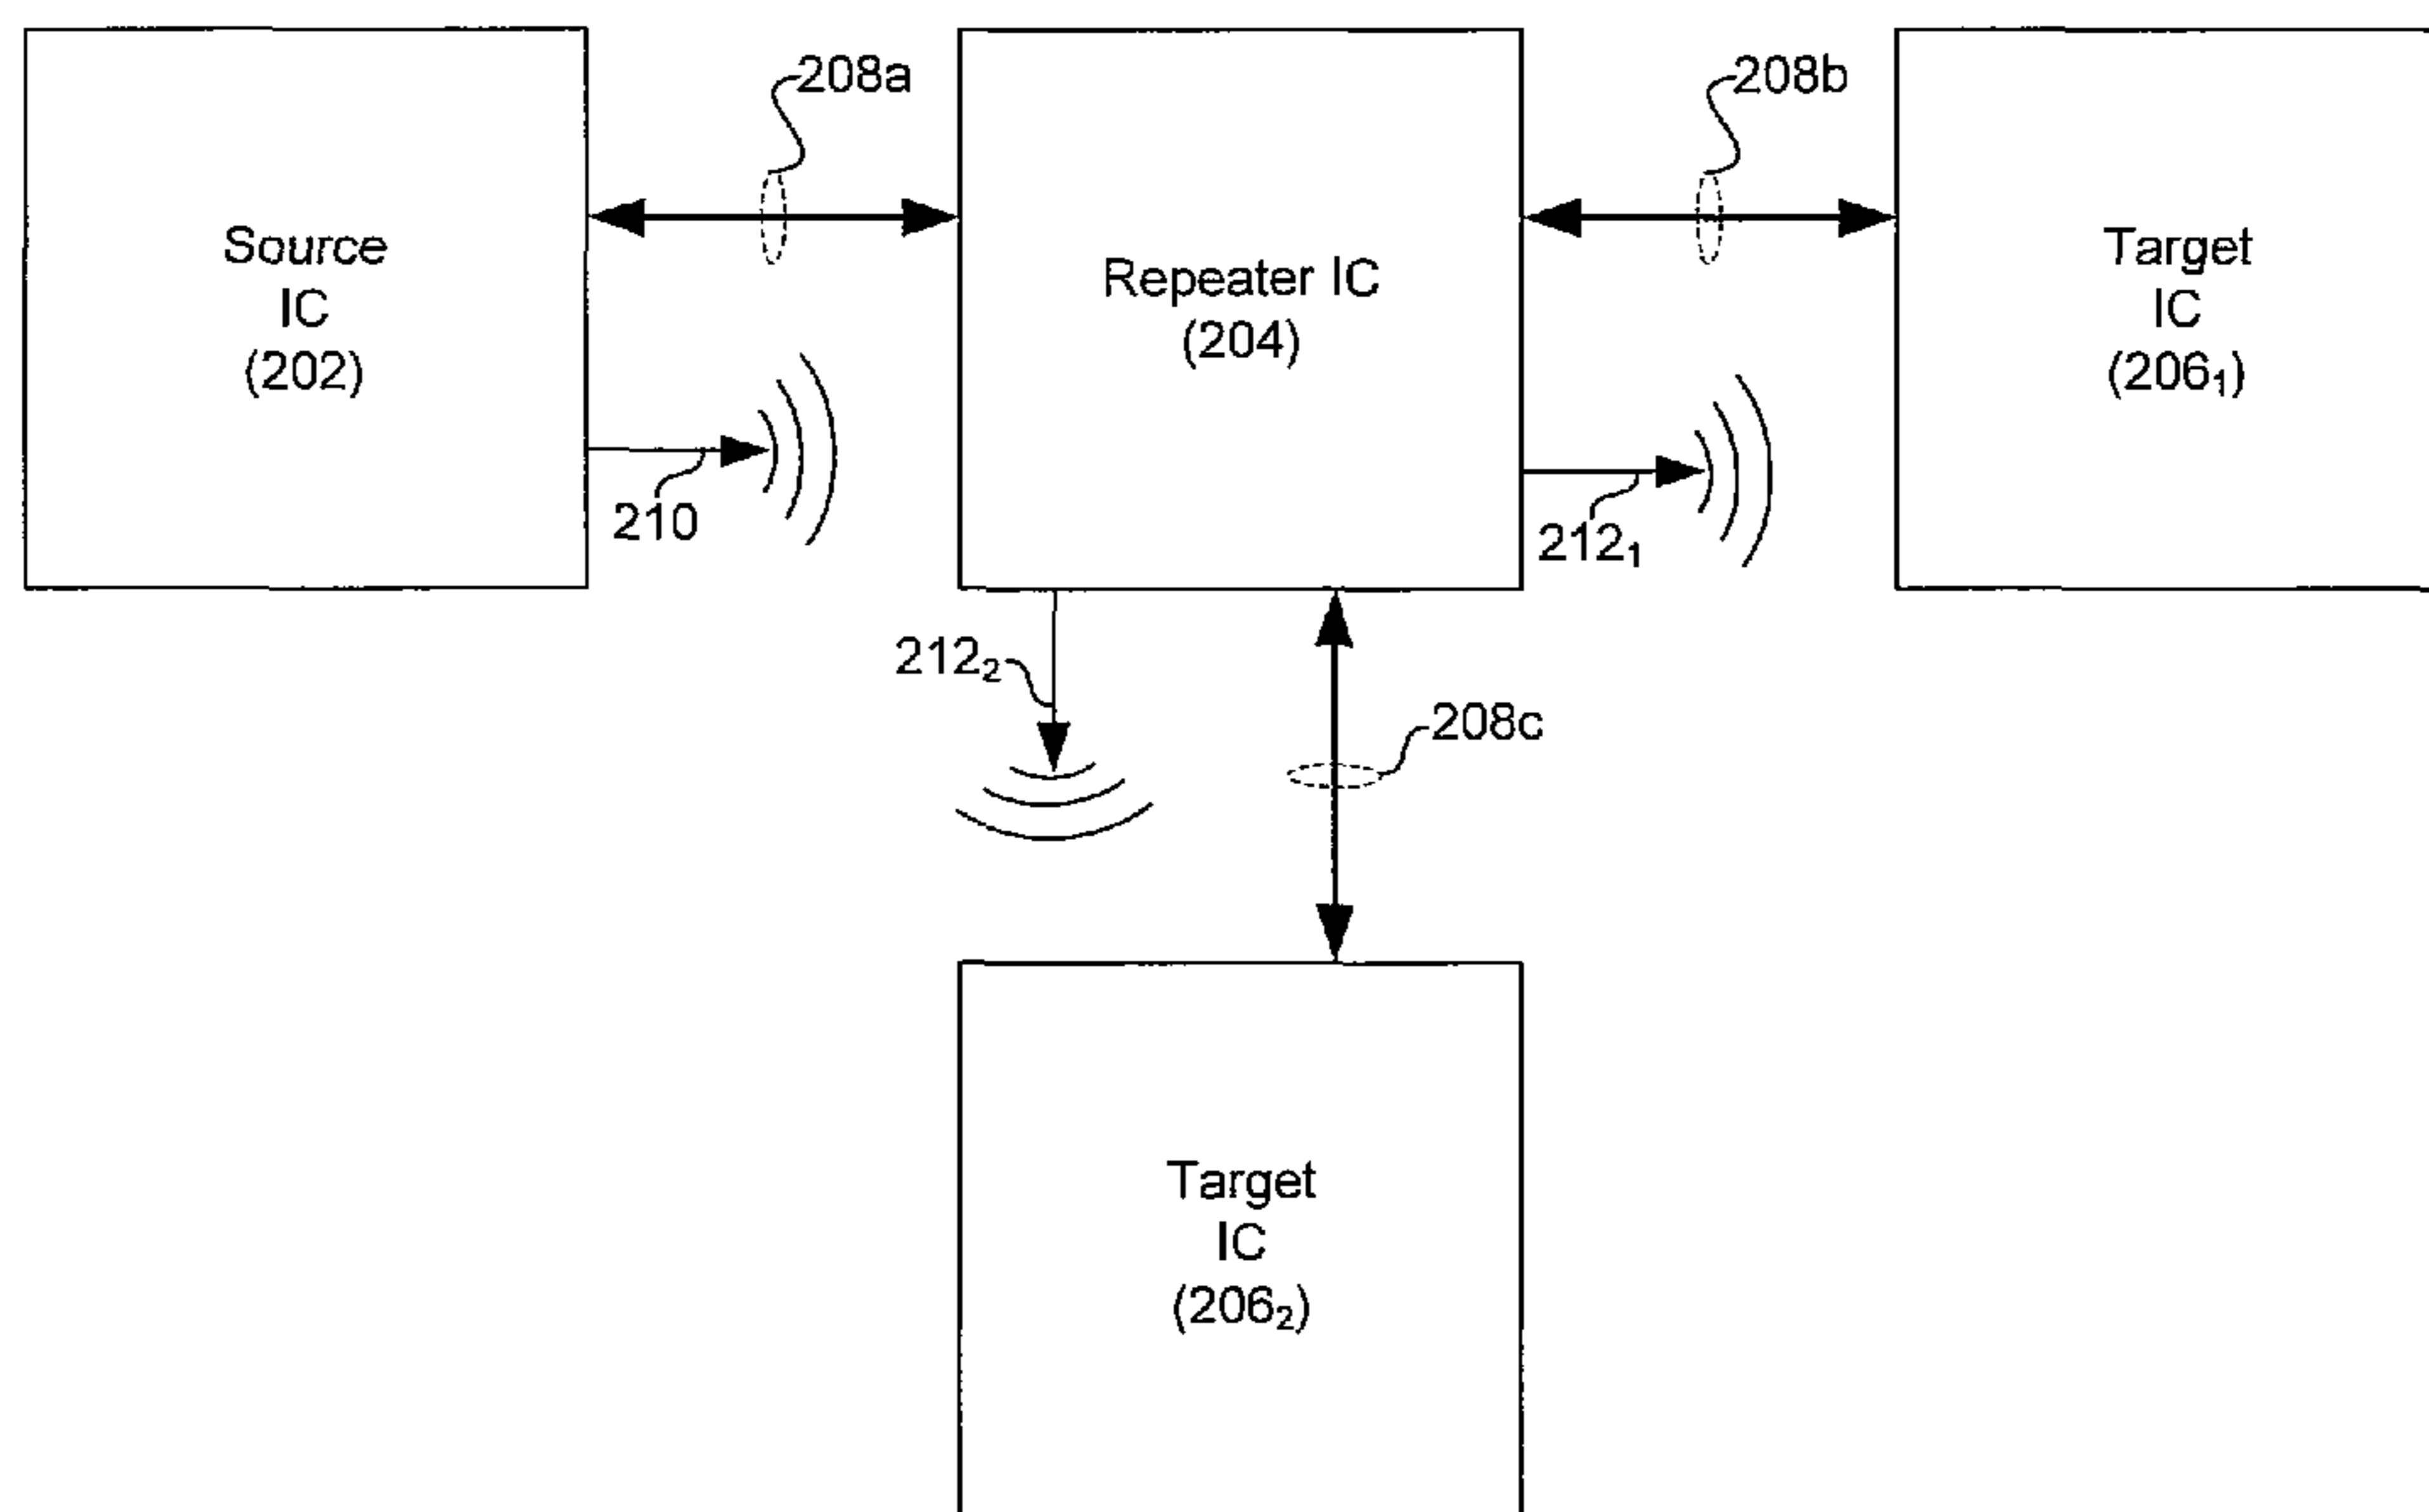 208a
208b
Source
IC
(202)
Repeater IC
(204)
Target
IC
(206₁)
210
212₁
212₂
208c
Target
IC
(206₂)